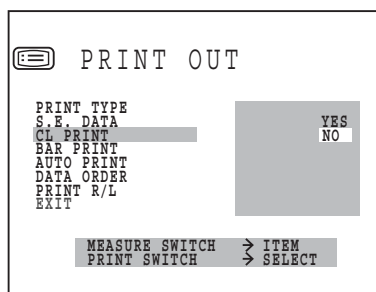 PRINT OUT
PRINT TYPE
S.E. DATA
CL PRINT
BAR PRINT
AUTO PRINT
DATA ORDER
PRINT R/L
EXIT
YES
NO
MEASURE SWITCH → ITEM
PRINT SWITCH → SELECT